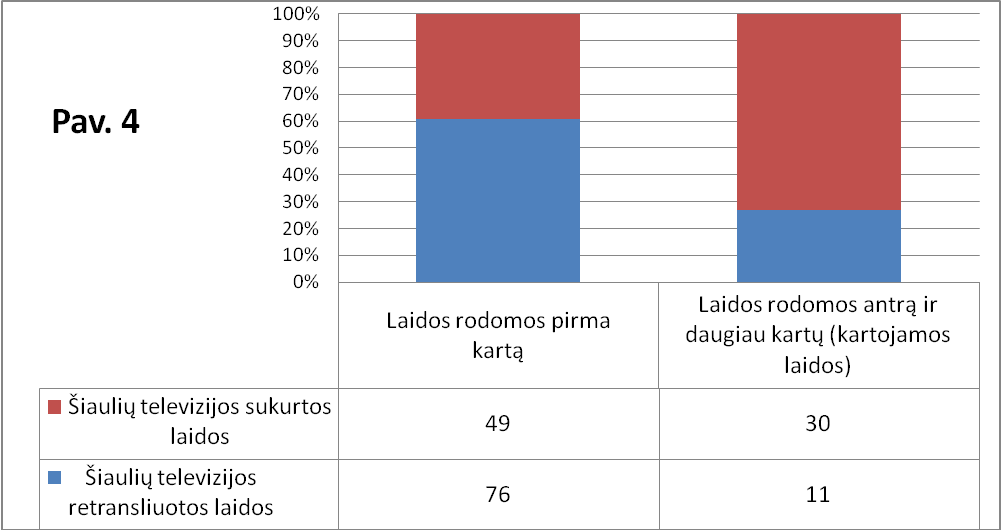 100%
90%
80%
70%
60%
50%
40%
30%
20%
10%
0%
Pav. 4
Laidos rodomos pirma
kartą
Laidos rodomos antrą ir
daugiau kartų (kartojamos
laidos)
Šiaulių televizijos sukurtos
laidos
49
30
Šiaulių televizijos
retransliuotos laidos
76
11